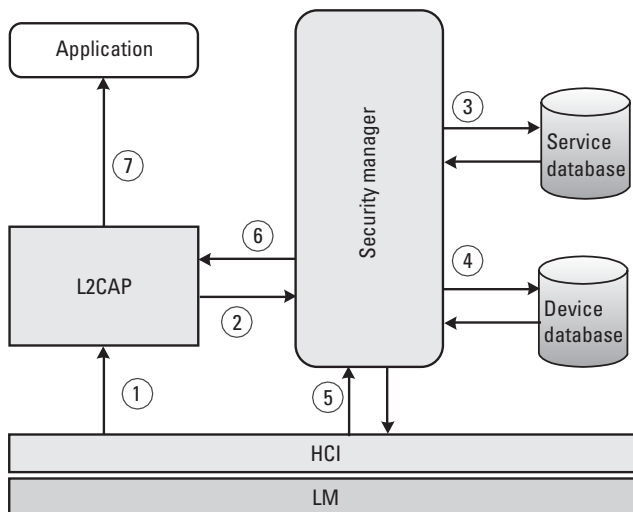 Application
Security manager
3
Service
database
7
6
L2CAP
4
2
Device
database
1
5
HCI
LM